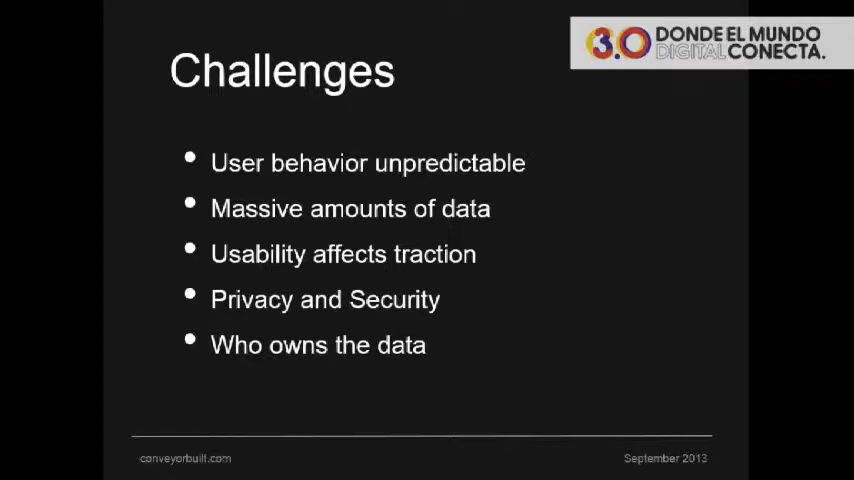 3.0 DONDE EL MUNDO
DIGITAL CONECTA.
Challenges
• User behavior unpredictable
• Massive amounts of data
• Usability affects traction
• Privacy and Security
• Who owns the data
conveyorbuilt.com
September 2013